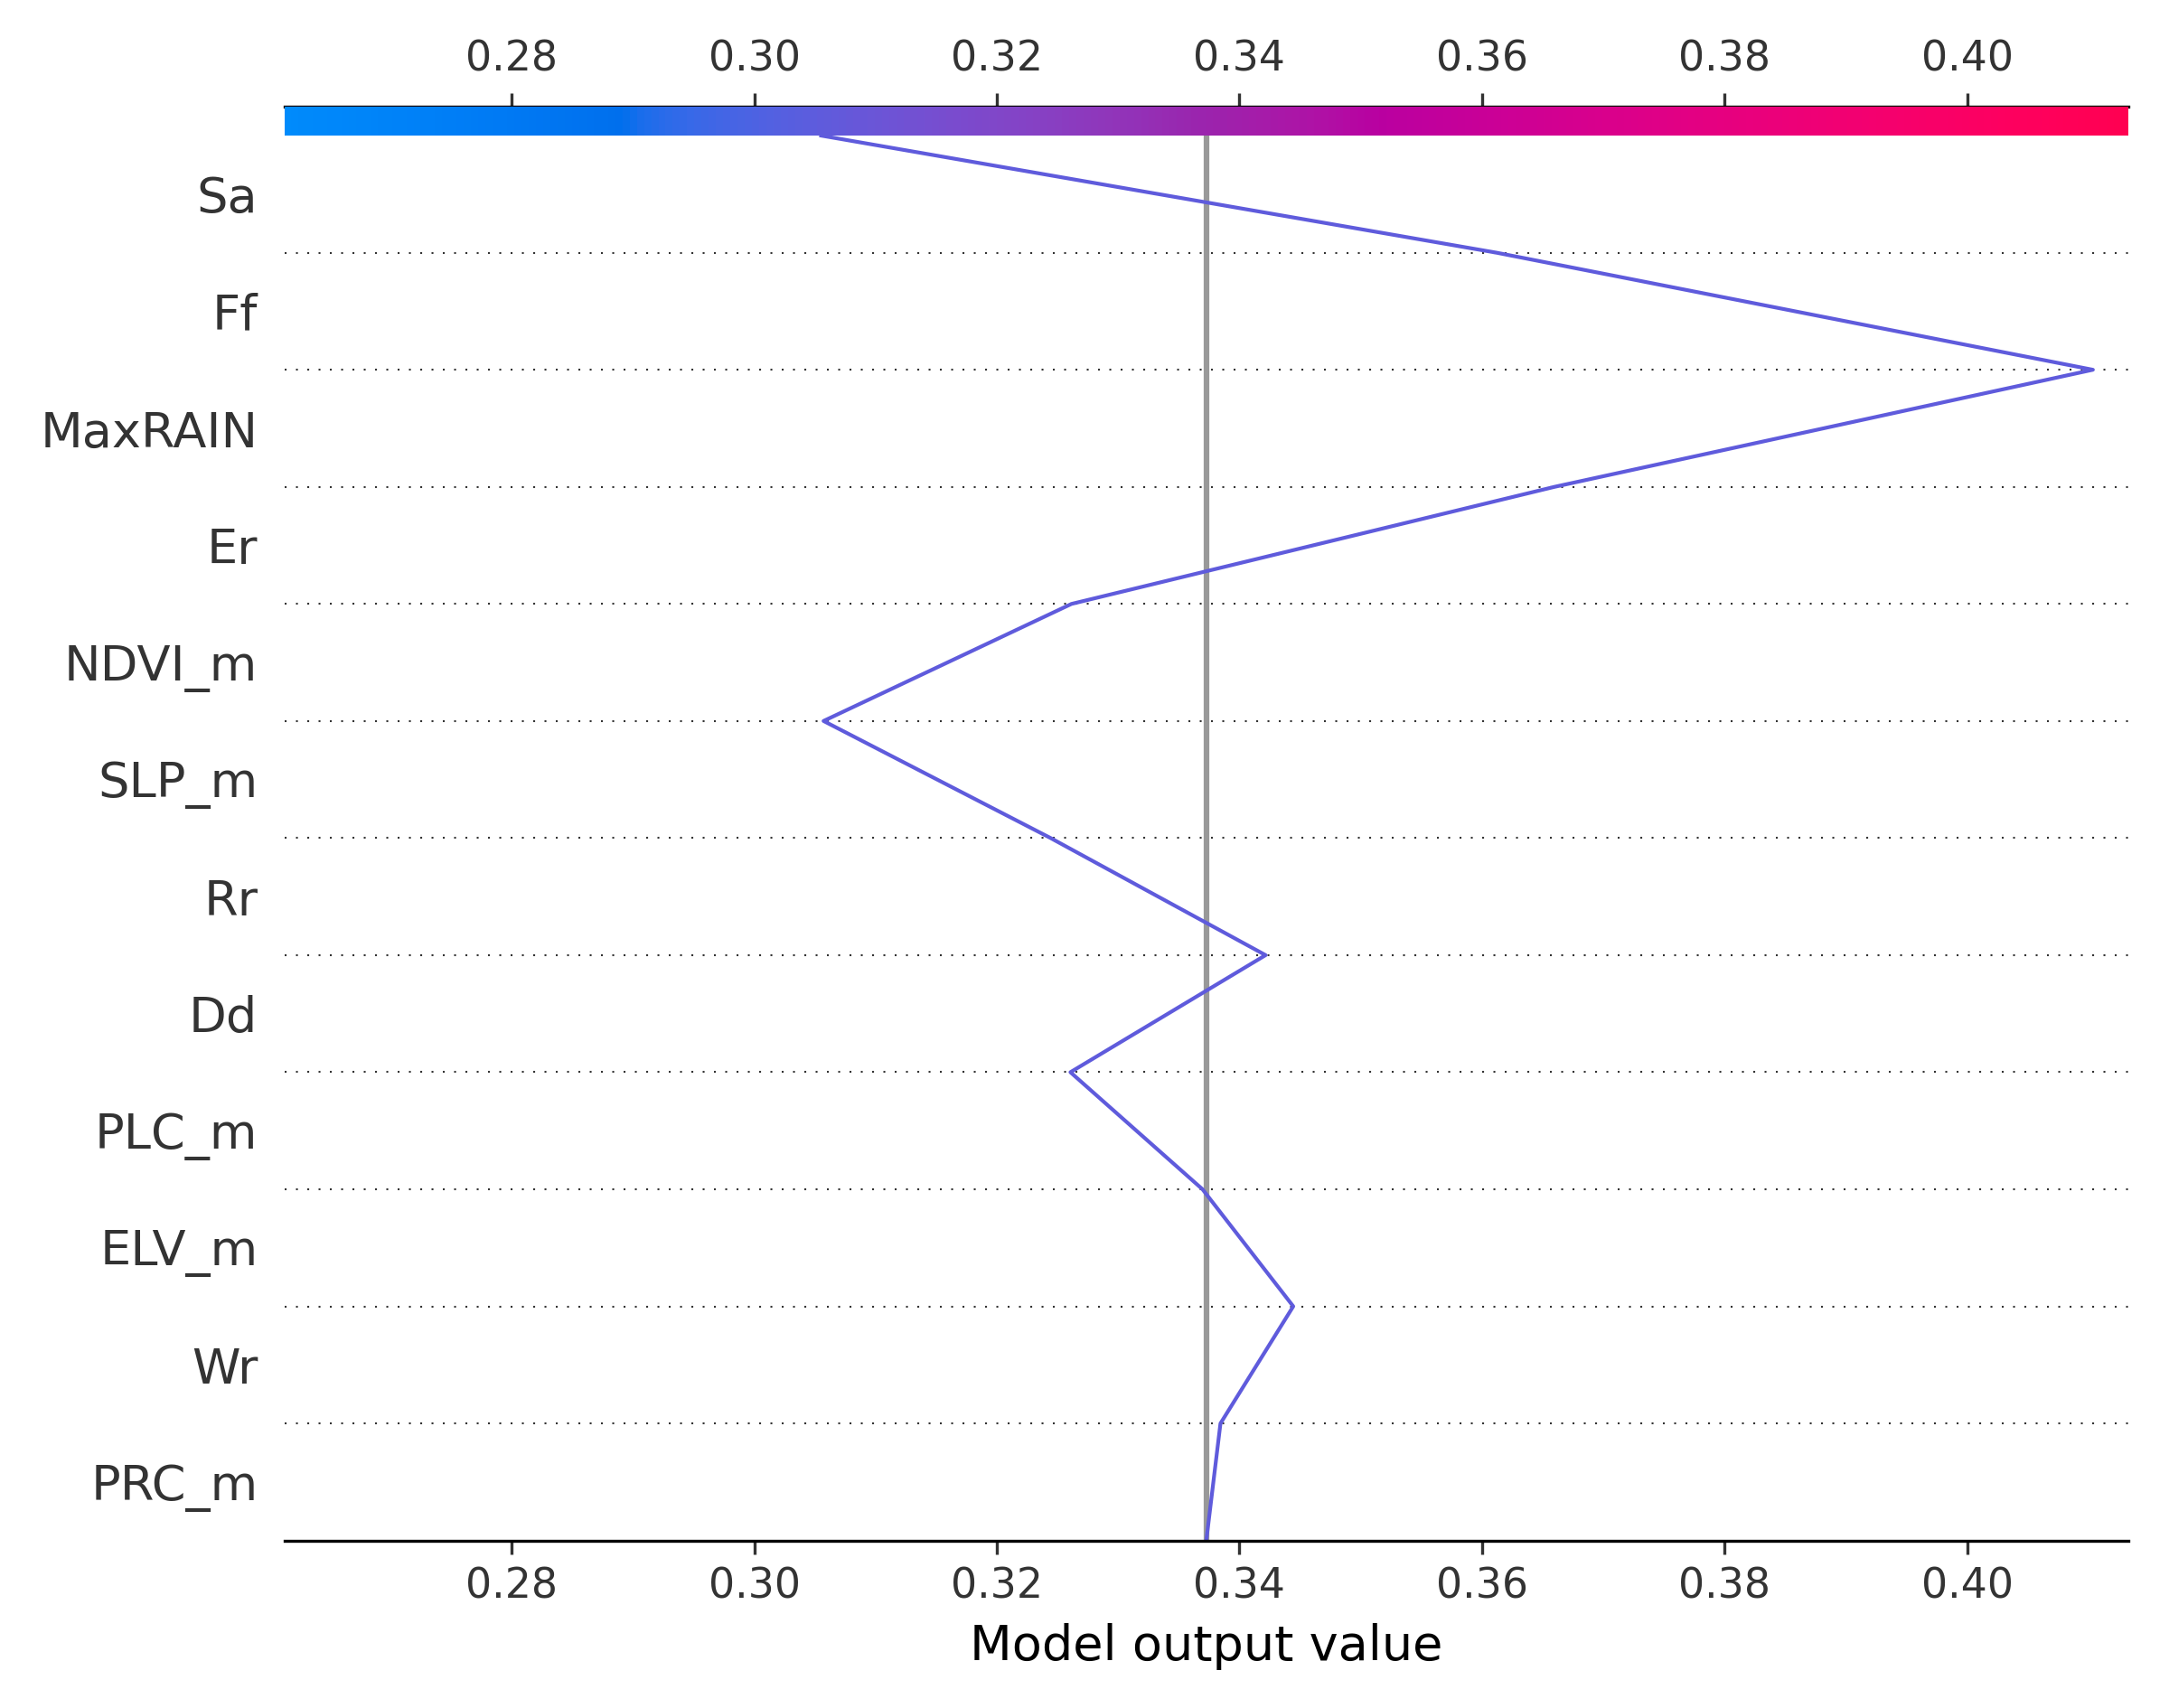 0.28 0.30 0.32 0.34 0.36 0.38 0.40
Sa
Ff
MaxRAIN
Er
NDVI_m
SLP_m
Rr
Dd
PLC_m
ELV_m
Wr
PRC_m
0.28 0.30 0.32 0.34 0.36 0.38 0.40
Model output value